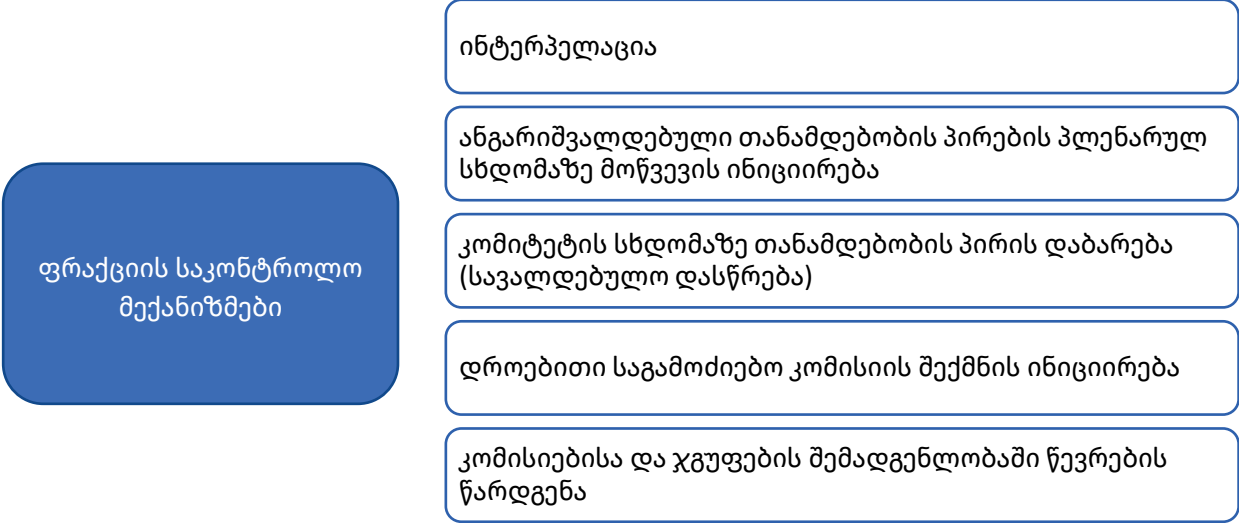 ფრაქციის საკონტროლო
მექანიზმები
ინტერპელაცია
ანგარიშვალდებული თანამდებობის პირების პლენარულ
სხდომაზე მოწვევის ინიციირება
კომიტეტის სხდომაზე თანამდებობის პირის დაბარება
(სავალდებულო დასწრება)
დროებითი საგამოძიებო კომისიის შექმნის ინიციირება
კომისიებისა და ჯგუფების შემადგენლობაში წევრების
წარდგენა